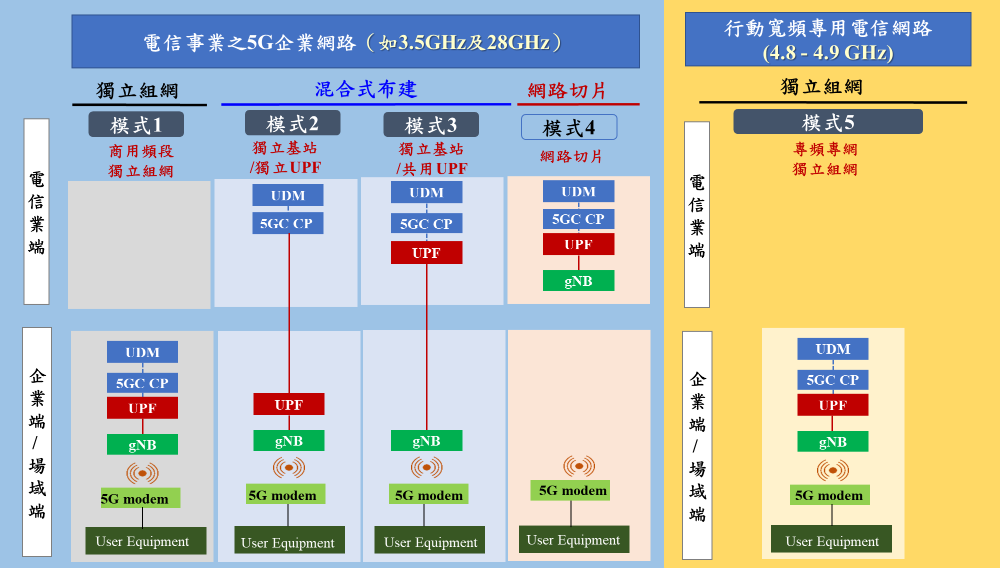 電信事業之5G企業網路（如3.5GHz及28GHz）
獨立組網
混合式布建
網路切片
模式1
模式2
模式3
模式4
商用頻段
獨立組網
獨立基站
/獨立UPF
獨立基站
/共用UPF
網路切片
電信業端
UDM
5GC CP
UDM
5GC CP
UPF
UDM
5GC CP
UPF
gNB
企業端/場域端
UDM
5GC CP
UPF
gNB
5G modem
User Equipment
UPF
gNB
5G modem
User Equipment
gNB
5G modem
User Equipment
5G modem
User Equipment
行動寬頻專用電信網路
(4.8 - 4.9 GHz)
獨立組網
模式5
專頻專網
獨立組網
電信業端
企業端/場域端
UDM
5GC CP
UPF
gNB
5G modem
User Equipment